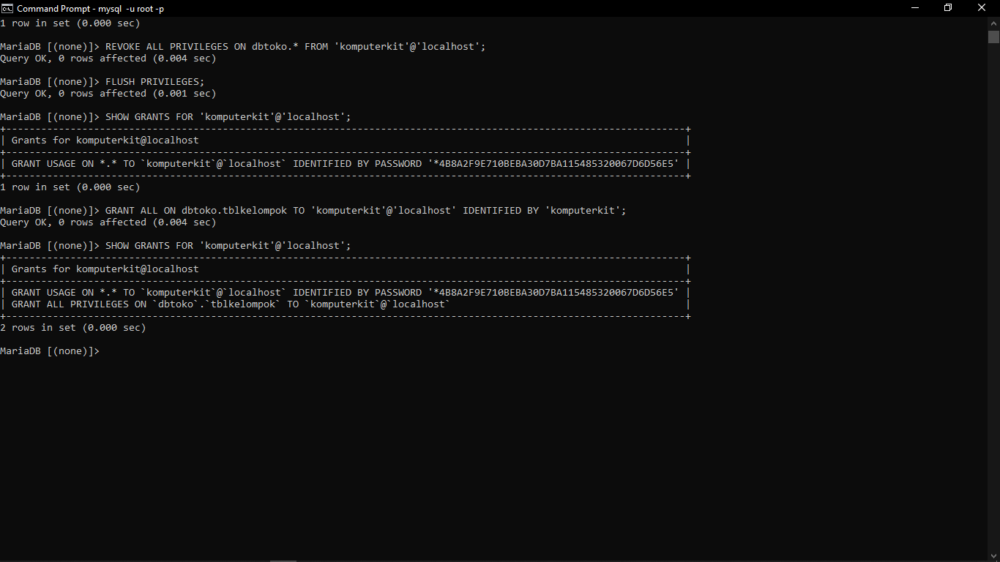 Command Prompt - mysql -u root -p
1 row in set (0.000 sec)
MariaDB [(none)]> REVOKE ALL PRIVILEGES ON dbtoko.* FROM 'komputerkit'@'localhost';
Query OK, 0 rows affected (0.004 sec)
MariaDB [(none)]> FLUSH PRIVILEGES;
Query OK, 0 rows affected (0.001 sec)
MariaDB [(none)]> SHOW GRANTS FOR 'komputerkit'@'localhost';
+--------------------------------------------------------------------------------------------------------------------+
| Grants for komputerkit@localhost                                                                                   |
+--------------------------------------------------------------------------------------------------------------------+
| GRANT USAGE ON *.* TO `komputerkit`@`localhost` IDENTIFIED BY PASSWORD '*4B8A2F9E710BEBA30D7BA115485320067D6D56E5' |
+--------------------------------------------------------------------------------------------------------------------+
1 row in set (0.000 sec)
MariaDB [(none)]> GRANT ALL ON dbtoko.tblkelompok TO 'komputerkit'@'localhost' IDENTIFIED BY 'komputerkit';
Query OK, 0 rows affected (0.004 sec)
MariaDB [(none)]> SHOW GRANTS FOR 'komputerkit'@'localhost';
+--------------------------------------------------------------------------------------------------------------------+
| Grants for komputerkit@localhost                                                                                   |
+--------------------------------------------------------------------------------------------------------------------+
| GRANT USAGE ON *.* TO `komputerkit`@`localhost` IDENTIFIED BY PASSWORD '*4B8A2F9E710BEBA30D7BA115485320067D6D56E5' |
| GRANT ALL PRIVILEGES ON `dbtoko`.`tblkelompok` TO `komputerkit`@`localhost`                                        |
+--------------------------------------------------------------------------------------------------------------------+
2 rows in set (0.000 sec)
MariaDB [(none)]>